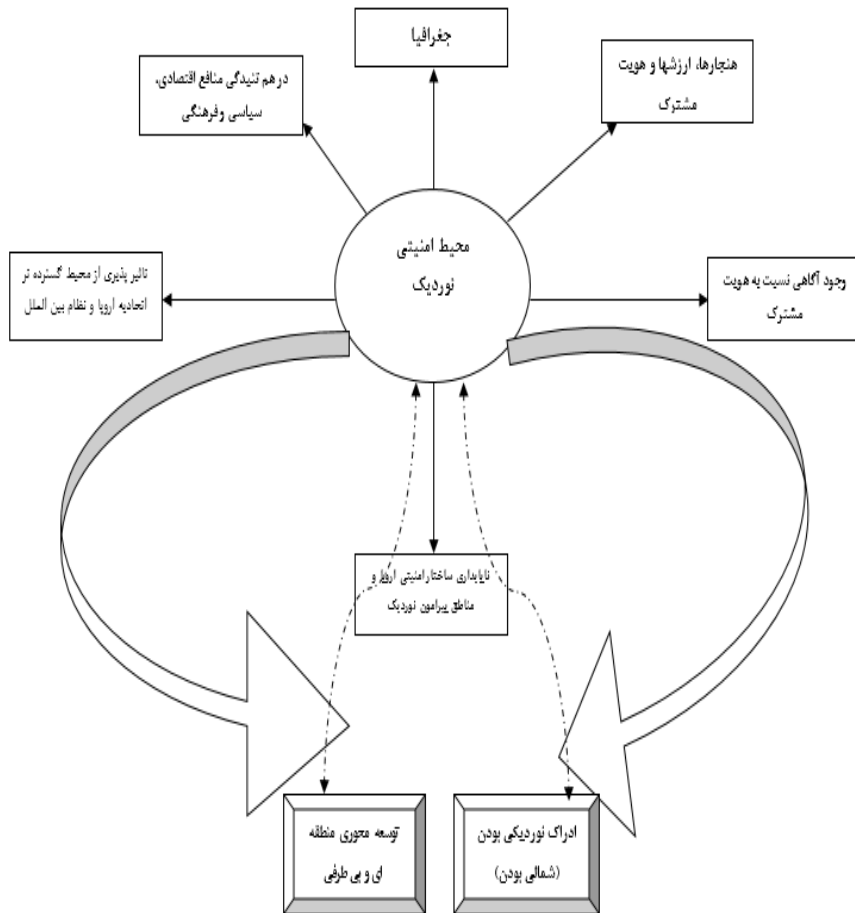 جغرافیا
هنجارها، ارزشها و هویت
مشترک
در هم تنیدگی منافع اقتصادی،
سیاسی و فرهنگی
محیط امنیتی
نوردیک
وجود آگاهی نسبت به هویت
مشترک
تاثیر پذیری از محیط گسترده تر
اتحادیه اروپا و نظام بین الملل
ناپایداری ساختار امنیتی اروپا و
مناطق پیرامون نوردیک
ادراک نوردیکی بودن
(شمالی بودن)
توسعه محوری منطقه
ای و بی طرفی